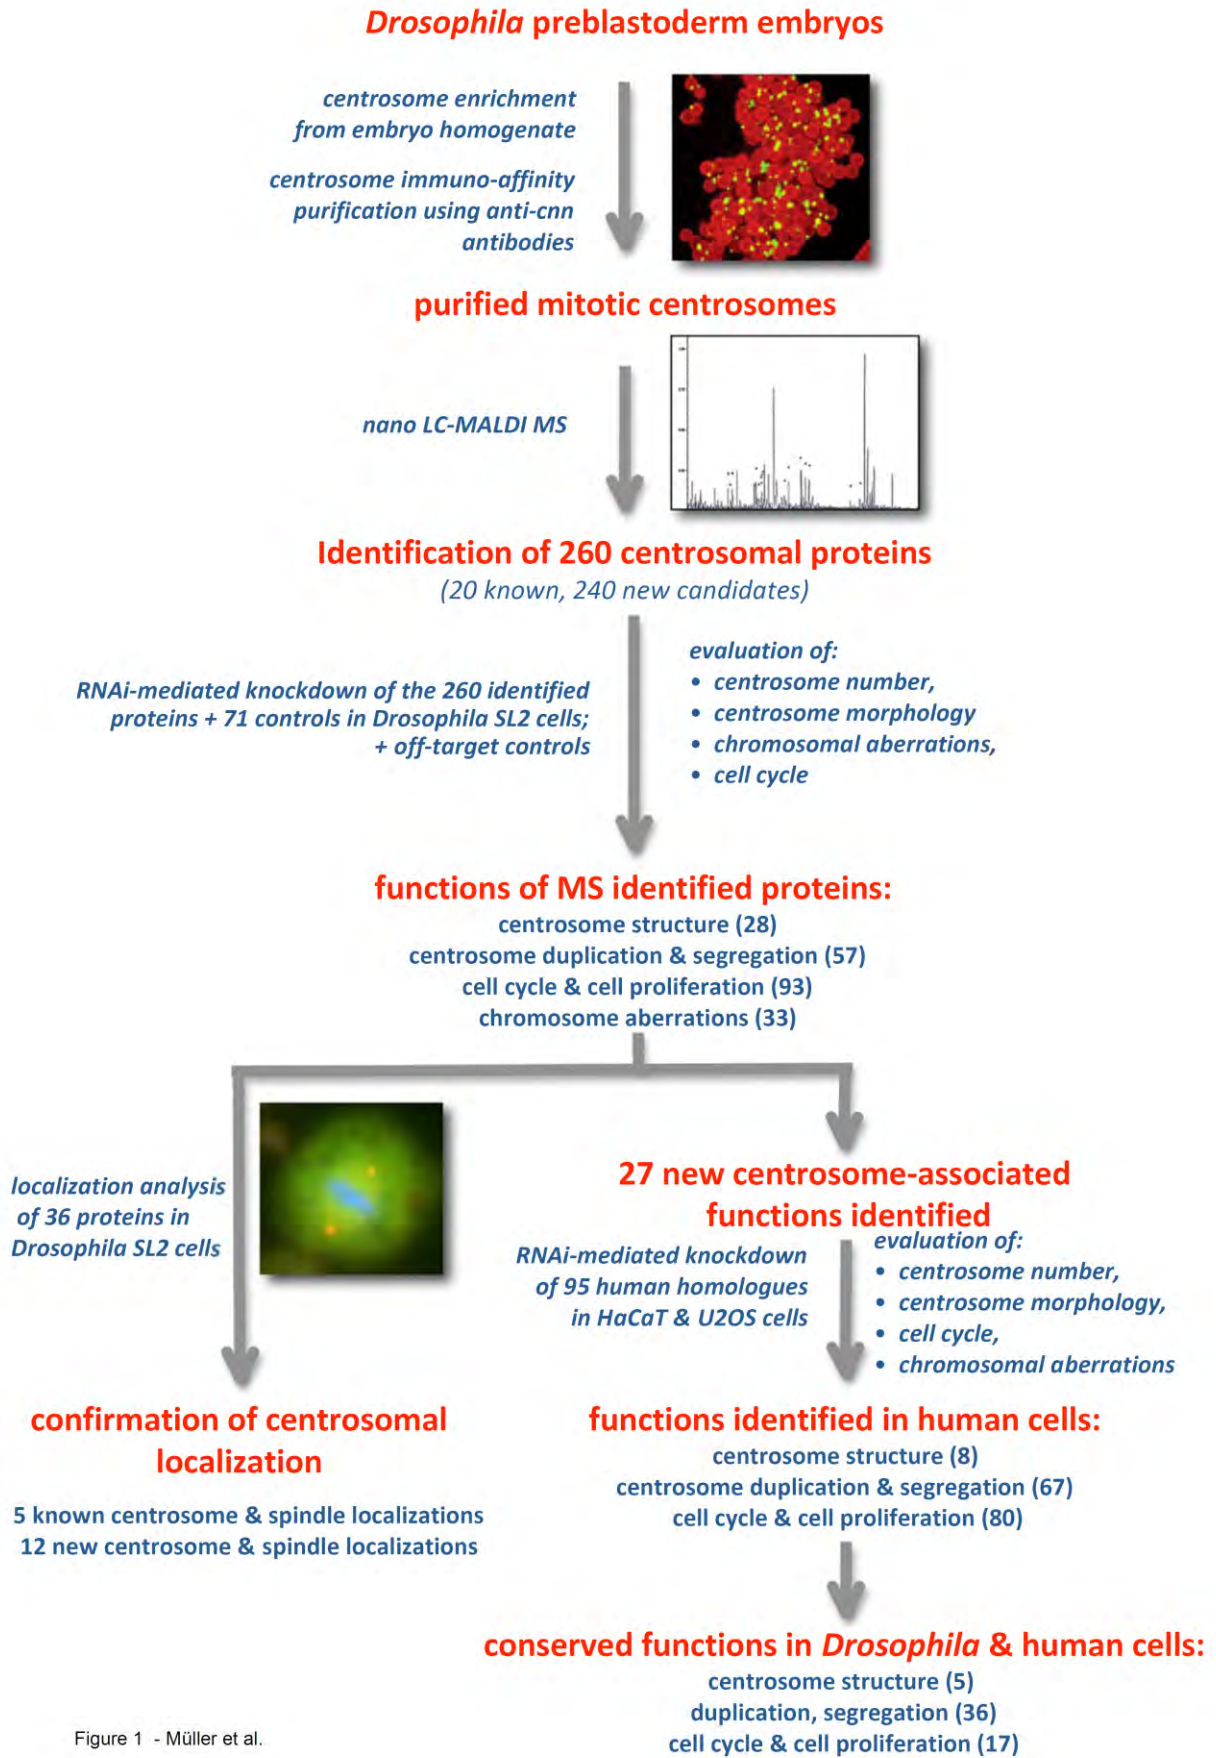 Drosophila preblastoderm embryos
centrosome enrichment
from embryo homogenate
centrosome immuno-affinity
purification using anti-cnn
antibodies
purified mitotic centrosomes
nano LC-MALDI MS
Identification of 260 centrosomal proteins
(20 known, 240 new candidates)
RNAi-mediated knockdown of the 260 identified
proteins + 71 controls in Drosophila SL2 cells;
+ off-target controls
evaluation of:
• centrosome number,
• centrosome morphology
• chromosomal aberrations,
• cell cycle
functions of MS identified proteins:
centrosome structure (28)
centrosome duplication & segregation (57)
cell cycle & cell proliferation (93)
chromosome aberrations (33)
localization analysis
of 36 proteins in
Drosophila SL2 cells
confirmation of centrosomal
localization
5 known centrosome & spindle localizations
12 new centrosome & spindle localizations
27 new centrosome-associated
functions identified
RNAi-mediated knockdown
of 95 human homologues
in HaCaT & U2OS cells
evaluation of:
• centrosome number,
• centrosome morphology,
• cell cycle,
• chromosomal aberrations
functions identified in human cells:
centrosome structure (8)
centrosome duplication & segregation (67)
cell cycle & cell proliferation (80)
conserved functions in Drosophila & human cells:
centrosome structure (5)
duplication, segregation (36)
cell cycle & cell proliferation (17)
Figure 1 - Müller et al.